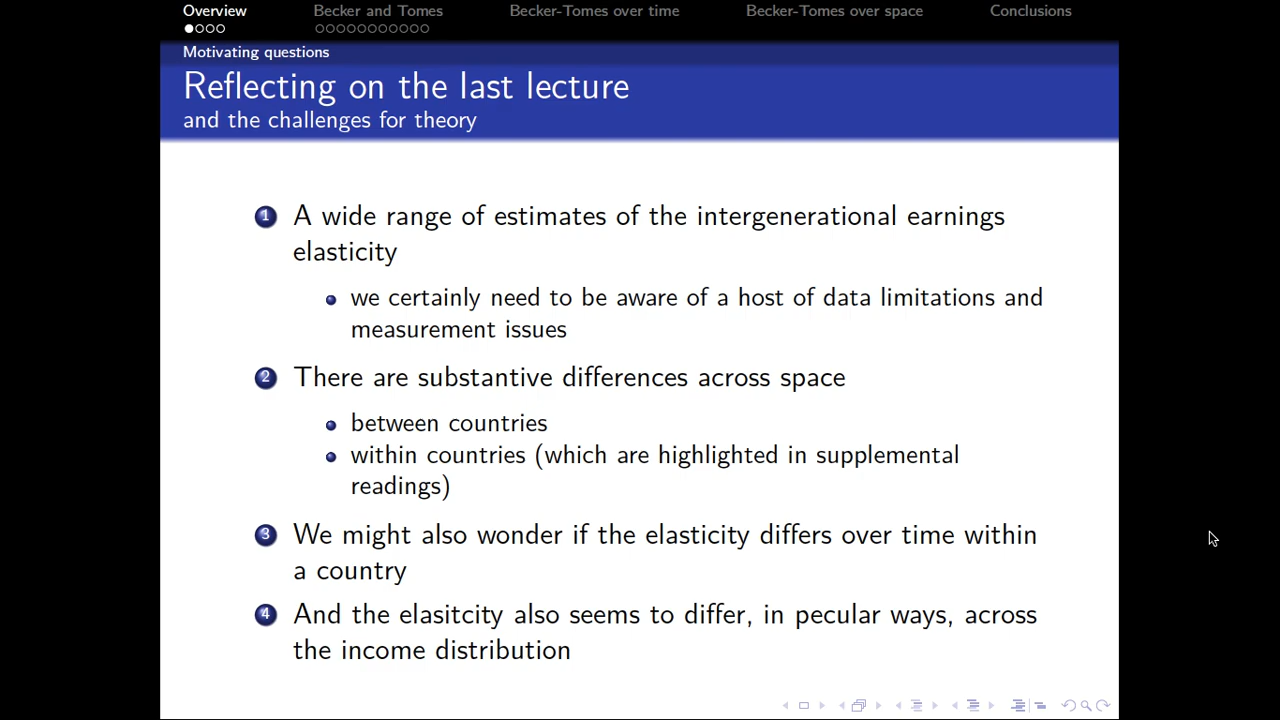 Overview Becker and Tomes Becker-Tomes over time Becker-Tomes over space Conclusions
Motivating questions
Reflecting on the last lecture
and the challenges for theory
1 A wide range of estimates of the intergenerational earnings
elasticity
we certainly need to be aware of a host of data limitations and
measurement issues
2 There are substantive differences across space
between countries
within countries (which are highlighted in supplemental
readings)
3 We might also wonder if the elasticity differs over time within
a country
4 And the elasitcity also seems to differ, in pecular ways, across
the income distribution